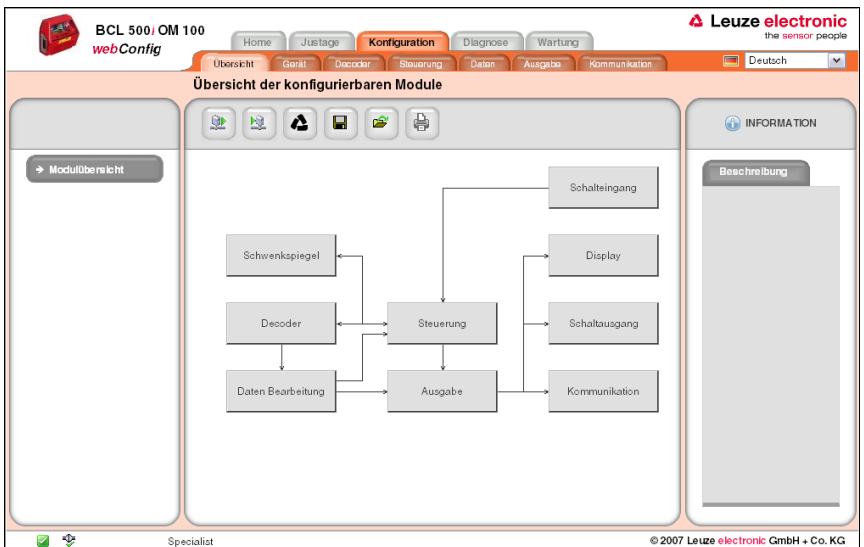 BCL 500i OM 100
webConfig
Home Justage Konfiguration Diagnose Wartung
Leuze electronic
the sensor people
Übersicht Gerät Decoder Steuerung Daten Ausgabe Kommunikation
Deutsch
Übersicht der konfigurierbaren Module
INFORMATION
➔ Modulübersicht
Beschreibung
Schalteingang
Schwenkspiegel
Display
Decoder
Steuerung
Schaltausgang
Daten Bearbeitung
Ausgabe
Kommunikation
Specialist
© 2007 Leuze electronic GmbH + Co. KG